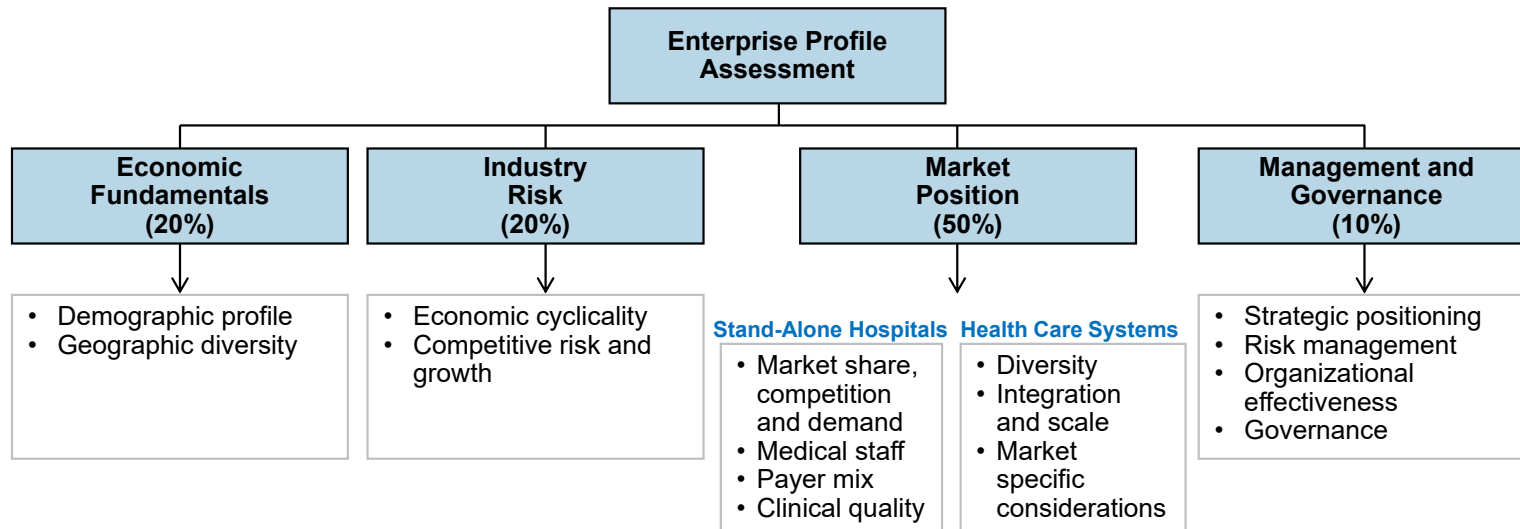 Enterprise Profile
Assessment
Economic
Fundamentals
(20%)
Industry
Risk
(20%)
Market
Position
(50%)
Management and
Governance
(10%)
• Demographic profile
• Geographic diversity
• Economic cyclicality
• Competitive risk and
growth
Stand-Alone Hospitals
• Market share,
competition
and demand
• Medical staff
• Payer mix
• Clinical quality
Health Care Systems
• Diversity
• Integration
and scale
• Market
specific
considerations
• Strategic positioning
• Risk management
• Organizational
effectiveness
• Governance